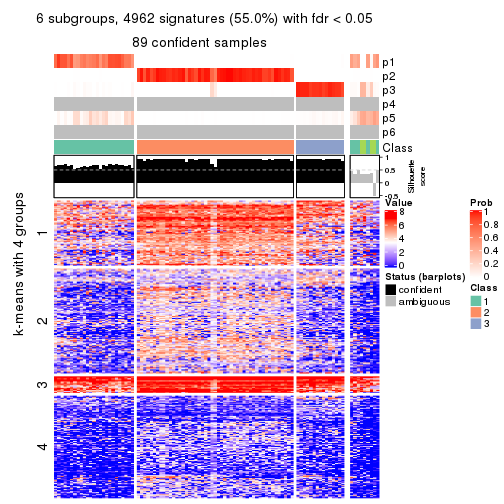 6 subgroups, 4962 signatures (55.0%) with fdr < 0.05
89 confident samples
p1
p2
p3
p4
p5
p6
Class
1
0.5
0
-0.5
Silhouette
score
k-means with 4 groups
1
2
3
4
Value
8
6
4
2
0
Status (barplots)
confident
ambiguous
Prob
1
0.8
0.6
0.4
0.2
0
Class
1
2
3